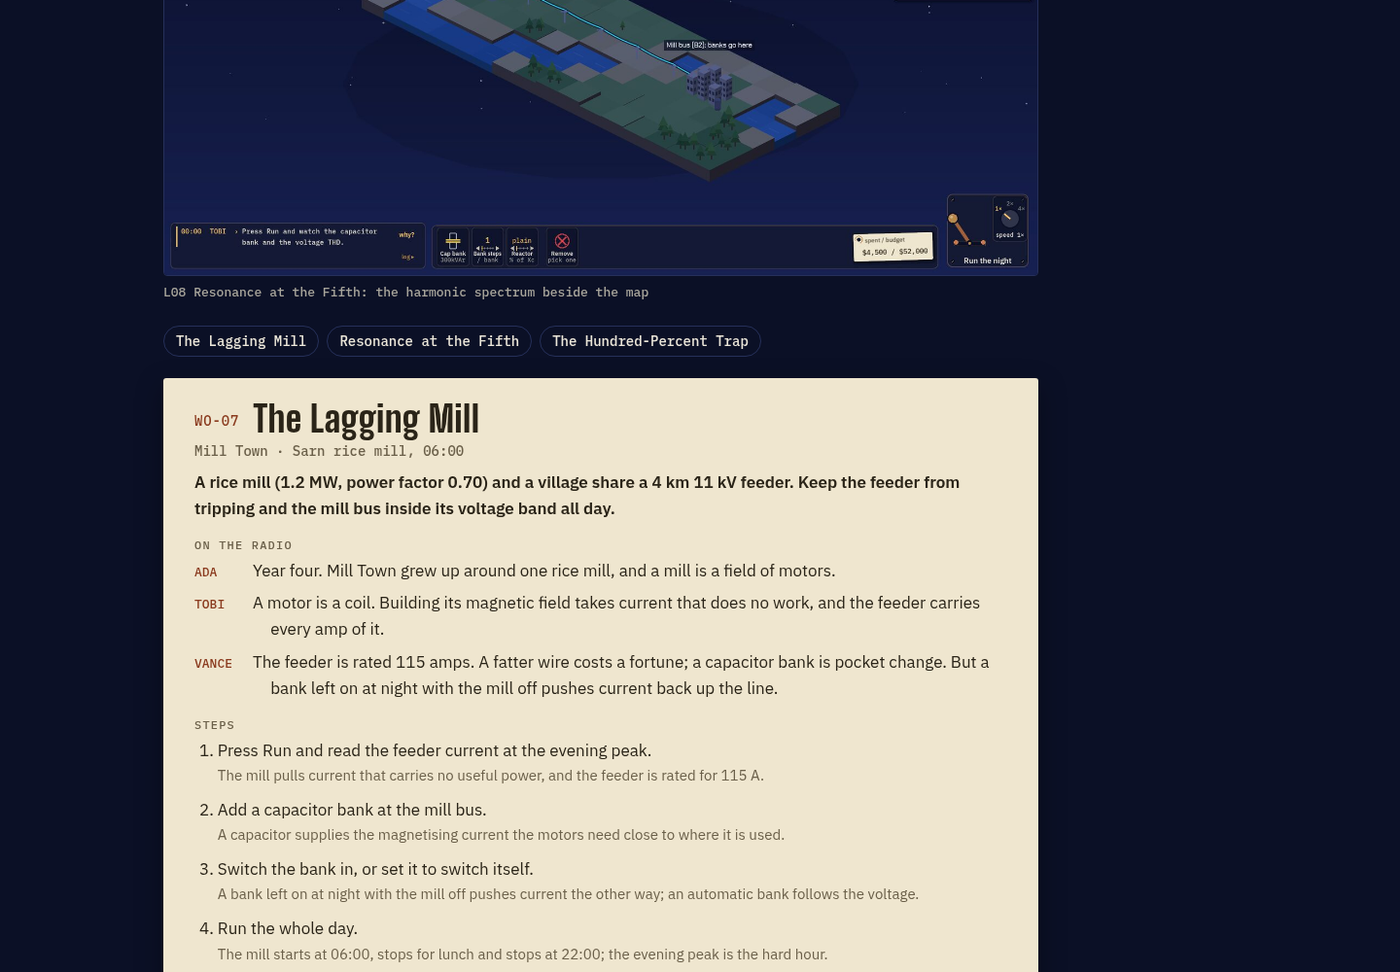 Mill bus [B2]: banks go here
00:00 TOBI › Press Run and watch the capacitor
bank and the voltage THD.
why?
log▸
Cap bank
300kVAr
1
Bank steps
/ bank
plain
Reactor
% of Xc
Remove
pick one
spent / budget
$4,500 / $52,000
1× 2× 4×
speed 1×
Run the night
L08 Resonance at the Fifth: the harmonic spectrum beside the map
The Lagging Mill
Resonance at the Fifth
The Hundred-Percent Trap
WO-07 The Lagging Mill
Mill Town · Sarn rice mill, 06:00
A rice mill (1.2 MW, power factor 0.70) and a village share a 4 km 11 kV feeder. Keep the feeder from
tripping and the mill bus inside its voltage band all day.
ON THE RADIO
ADA Year four. Mill Town grew up around one rice mill, and a mill is a field of motors.
TOBI A motor is a coil. Building its magnetic field takes current that does no work, and the feeder carries
every amp of it.
VANCE The feeder is rated 115 amps. A fatter wire costs a fortune; a capacitor bank is pocket change. But a
bank left on at night with the mill off pushes current back up the line.
STEPS
1. Press Run and read the feeder current at the evening peak.
The mill pulls current that carries no useful power, and the feeder is rated for 115 A.
2. Add a capacitor bank at the mill bus.
A capacitor supplies the magnetising current the motors need close to where it is used.
3. Switch the bank in, or set it to switch itself.
A bank left on at night with the mill off pushes current the other way; an automatic bank follows the voltage.
4. Run the whole day.
The mill starts at 06:00, stops for lunch and stops at 22:00; the evening peak is the hard hour.